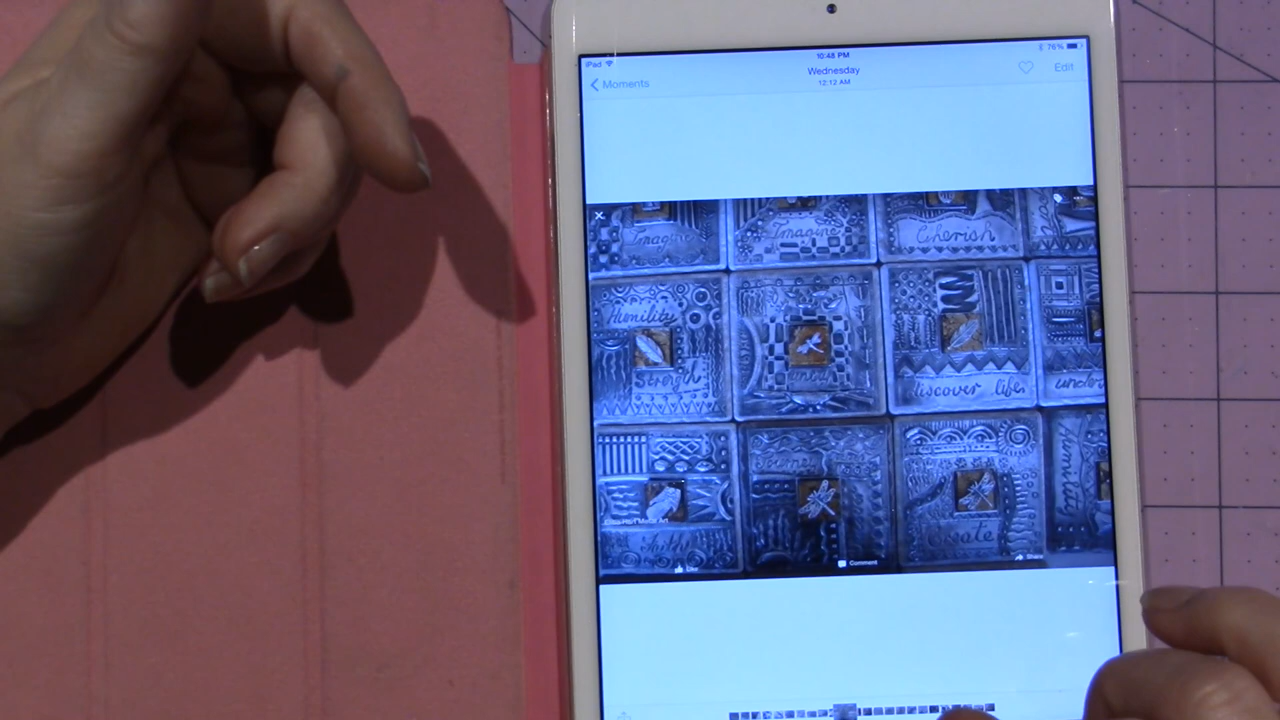 iPad
10:48 PM
76%
Moments
Wednesday
12:12 AM
Edit
Imagine
Imagine
Cherish
Humility
Strength
discover life
Faith
Create
Like
Comment
Share